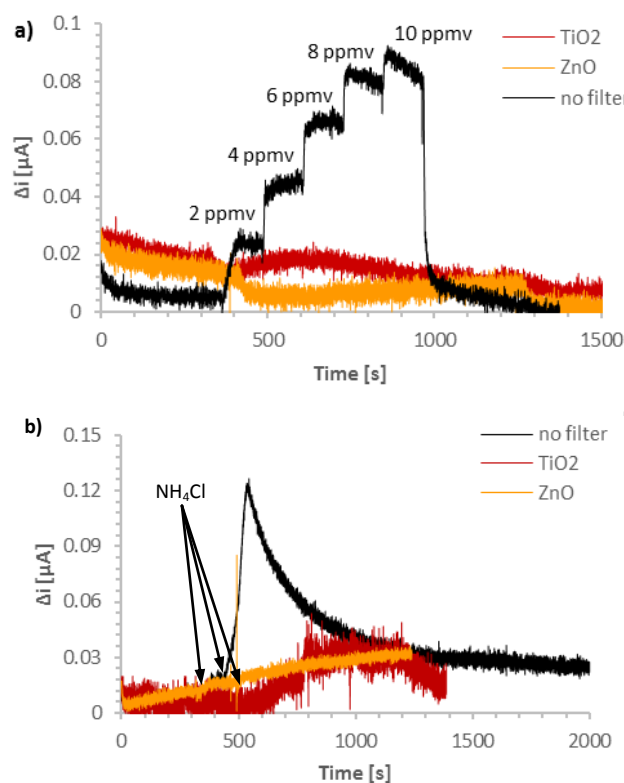 a)
0.1
0.08
0.06
0.04
0.02
0
Δi [µA]
2 ppmv
4 ppmv
6 ppmv
8 ppmv
10 ppmv
TiO2
ZnO
no filter
0 500 1000 1500
Time [s]
b)
0.15
0.12
0.09
0.06
0.03
0
Δi [µA]
NH₄Cl
no filter
TiO2
ZnO
0 500 1000 1500 2000
Time [s]